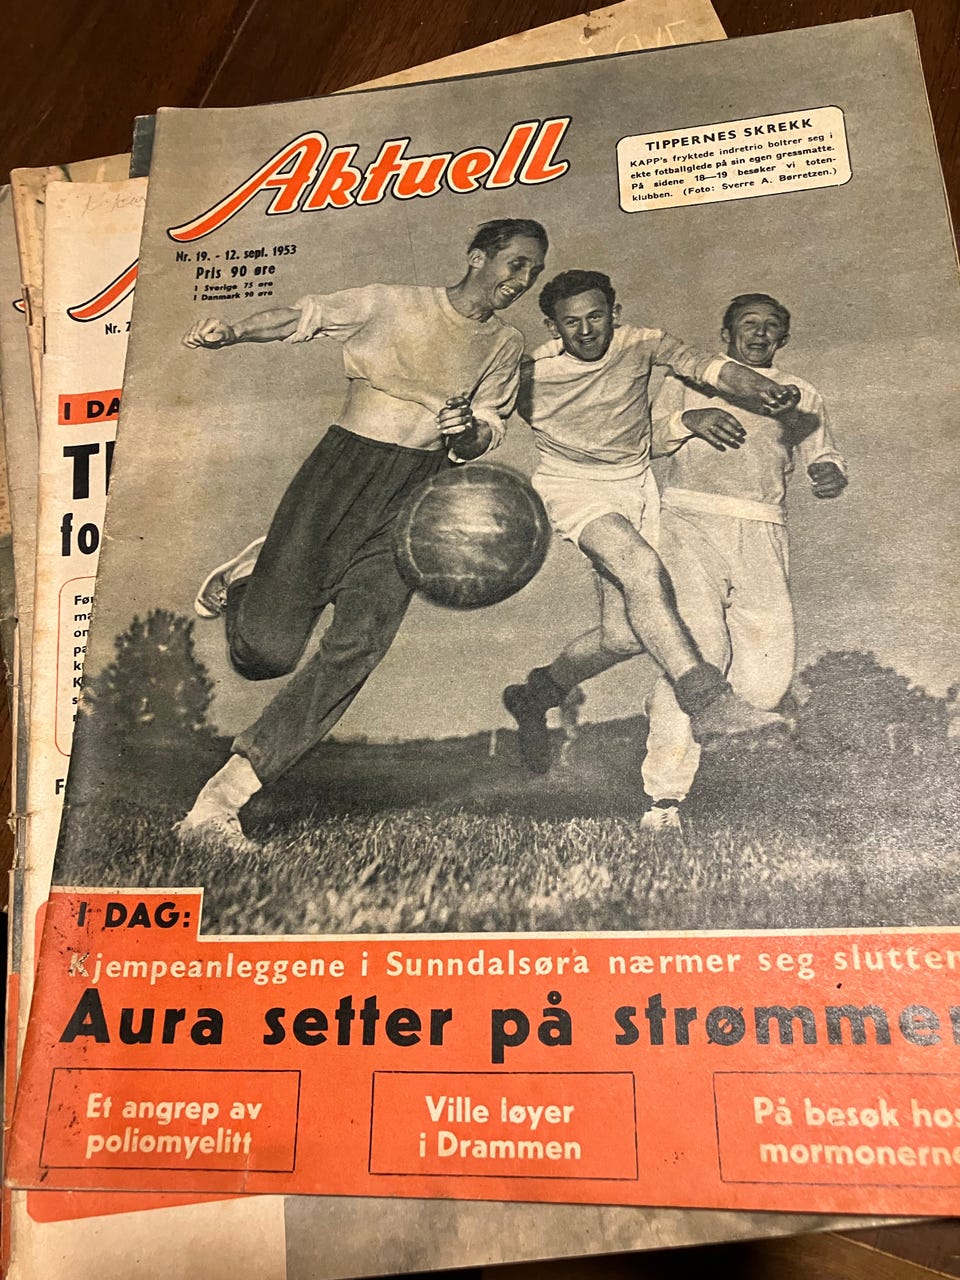 Aktuell
Nr. 19. - 12. sept. 1953
Pris 90 øre
I Sverige 75 øre
I Danmark 90 øre
TIPPERNES SKREKK
KAPP's fryktede indretrio boltrer seg i
ekte fotballglede på sin egen gressmatte.
På sidene 18—19 besøker vi toten-
klubben. (Foto: Sverre A. Børretzen.)
I DAG:
Kjempeanleggene i Sunndalsøra nærmer seg slutten
Aura setter på strømmen
Et angrep av
poliomyelitt
Ville løyer
i Drammen
På besøk hos
mormonerne
Nr. 7
I DA
fo
Før